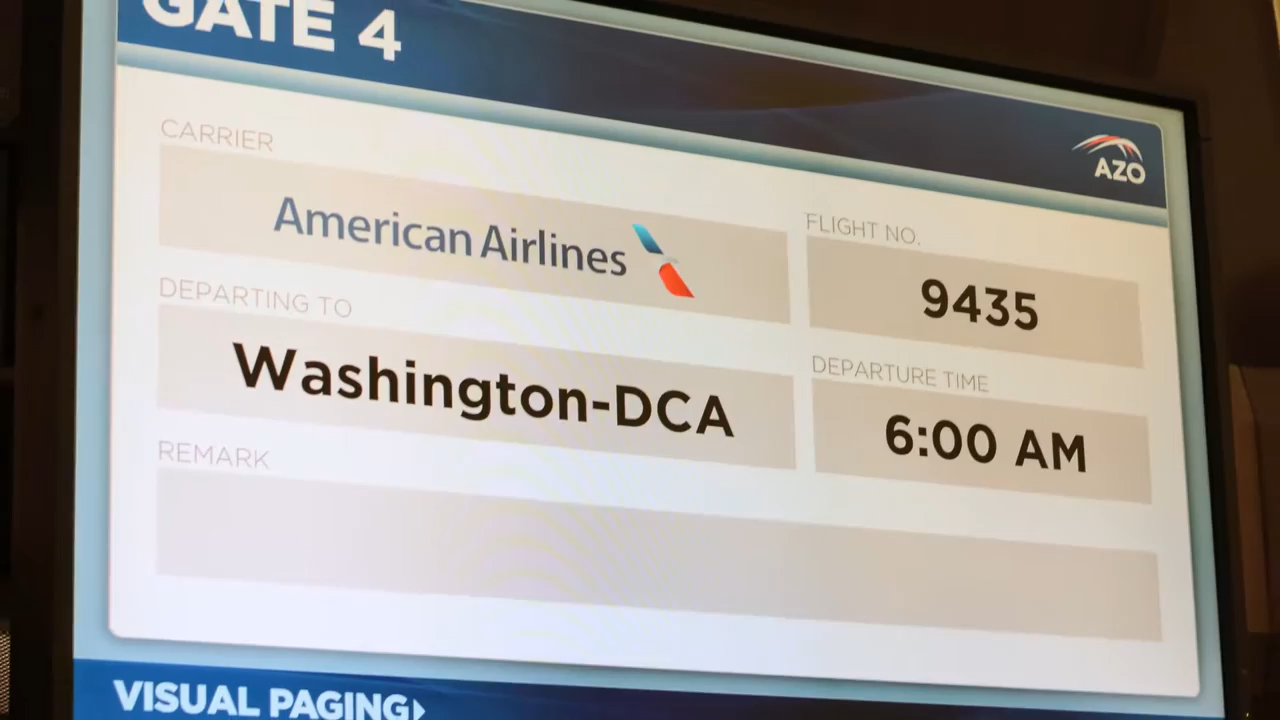 GATE 4
AZO
CARRIER
American Airlines
FLIGHT NO.
9435
DEPARTING TO
Washington-DCA
DEPARTURE TIME
6:00 AM
REMARK
VISUAL PAGING